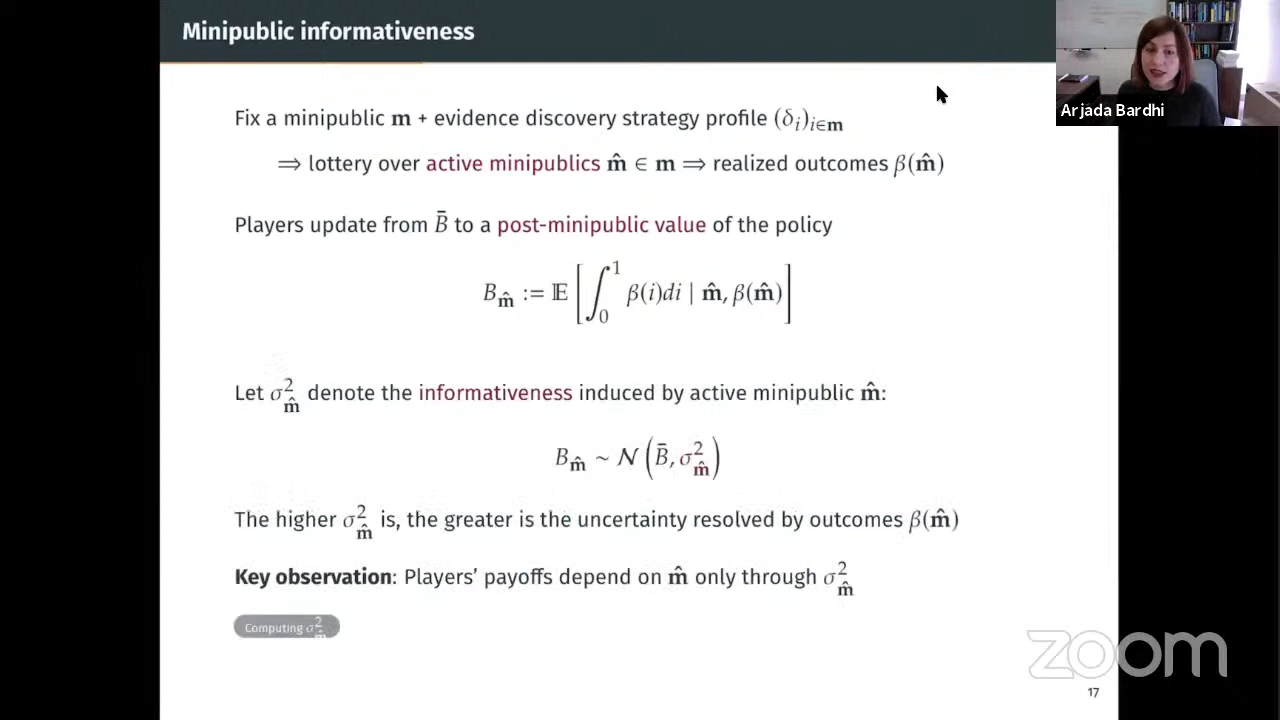 Minipublic informativeness
Arjada Bardhi
Fix a minipublic m + evidence discovery strategy profile (δᵢ)ᵢ∈ₘ
⟹ lottery over active minipublics m̂ ∈ m ⟹ realized outcomes β(m̂)
Players update from B̄ to a post-minipublic value of the policy
B_m̂ := 𝔼 [∫₀¹ β(i)di | m̂, β(m̂)]
Let σ²_m̂ denote the informativeness induced by active minipublic m̂:
B_m̂ ~ 𝒩 (B̄, σ²_m̂)
The higher σ²_m̂ is, the greater is the uncertainty resolved by outcomes β(m̂)
Key observation: Players' payoffs depend on m̂ only through σ²_m̂
Computing σ²_m̂
zoom
17